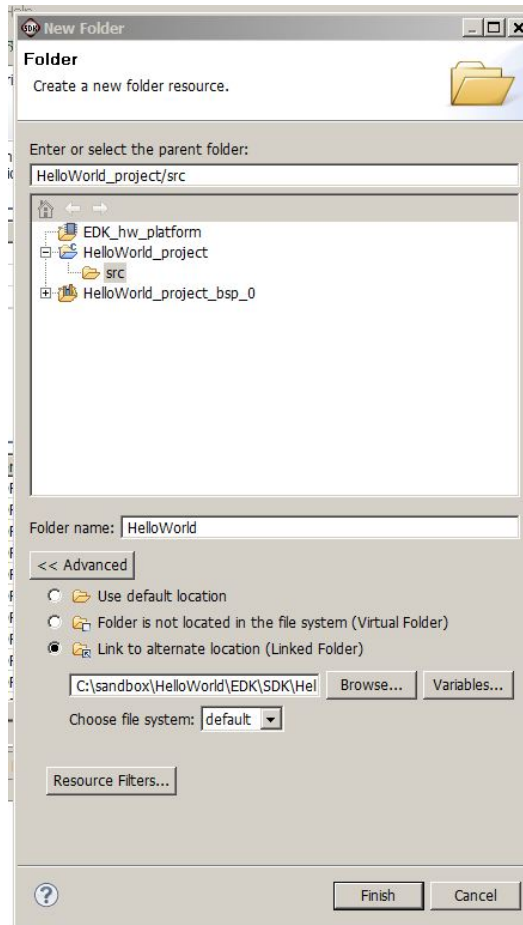 SDK New Folder
Folder
Create a new folder resource.
Enter or select the parent folder:
HelloWorld_project/src
EDK_hw_platform
HelloWorld_project
src
HelloWorld_project_bsp_0
Folder name: HelloWorld
<< Advanced
Use default location
Folder is not located in the file system (Virtual Folder)
Link to alternate location (Linked Folder)
C:\sandbox\HelloWorld\EDK\SDK\Hel Browse... Variables...
Choose file system: default
Resource Filters...
? Finish Cancel